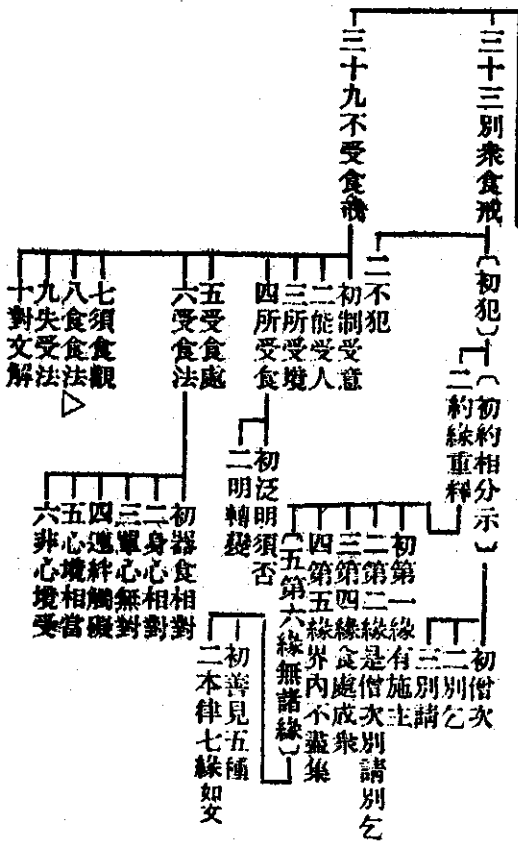 三十三別衆食戒
〔初犯〕
〔初約相分示〕
初僧次
二別乞
三別請
二約緣重釋
初第一緣有施主
二第二緣是僧次別請別乞
三第四緣食處成衆
四第五緣界內不盡集
〔五第六緣無諸緣〕
初善見五種
二本律七緣如文
二不犯
三十九不受食戒
初制受意
二能受人
三所受境
四所受食
初泛明須否
二明轉變
五受食處
六受食法
初器食相對
二身心相對
三單心無對
四連絆觸礙
五心境相當
六非心境受
七須食觀
八食食法▷
九失受法
十對文解